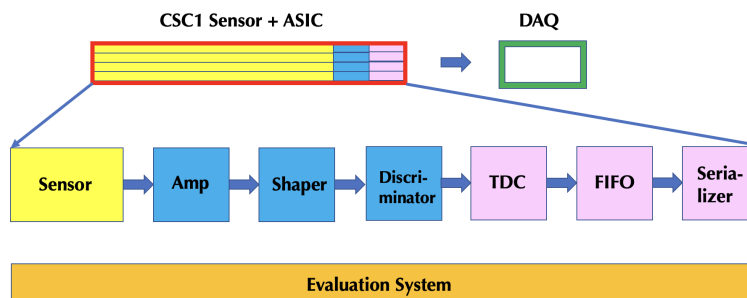 CSC1 Sensor + ASIC
DAQ
Sensor
Amp
Shaper
Discri-
minator
TDC
FIFO
Seria-
lizer
Evaluation System